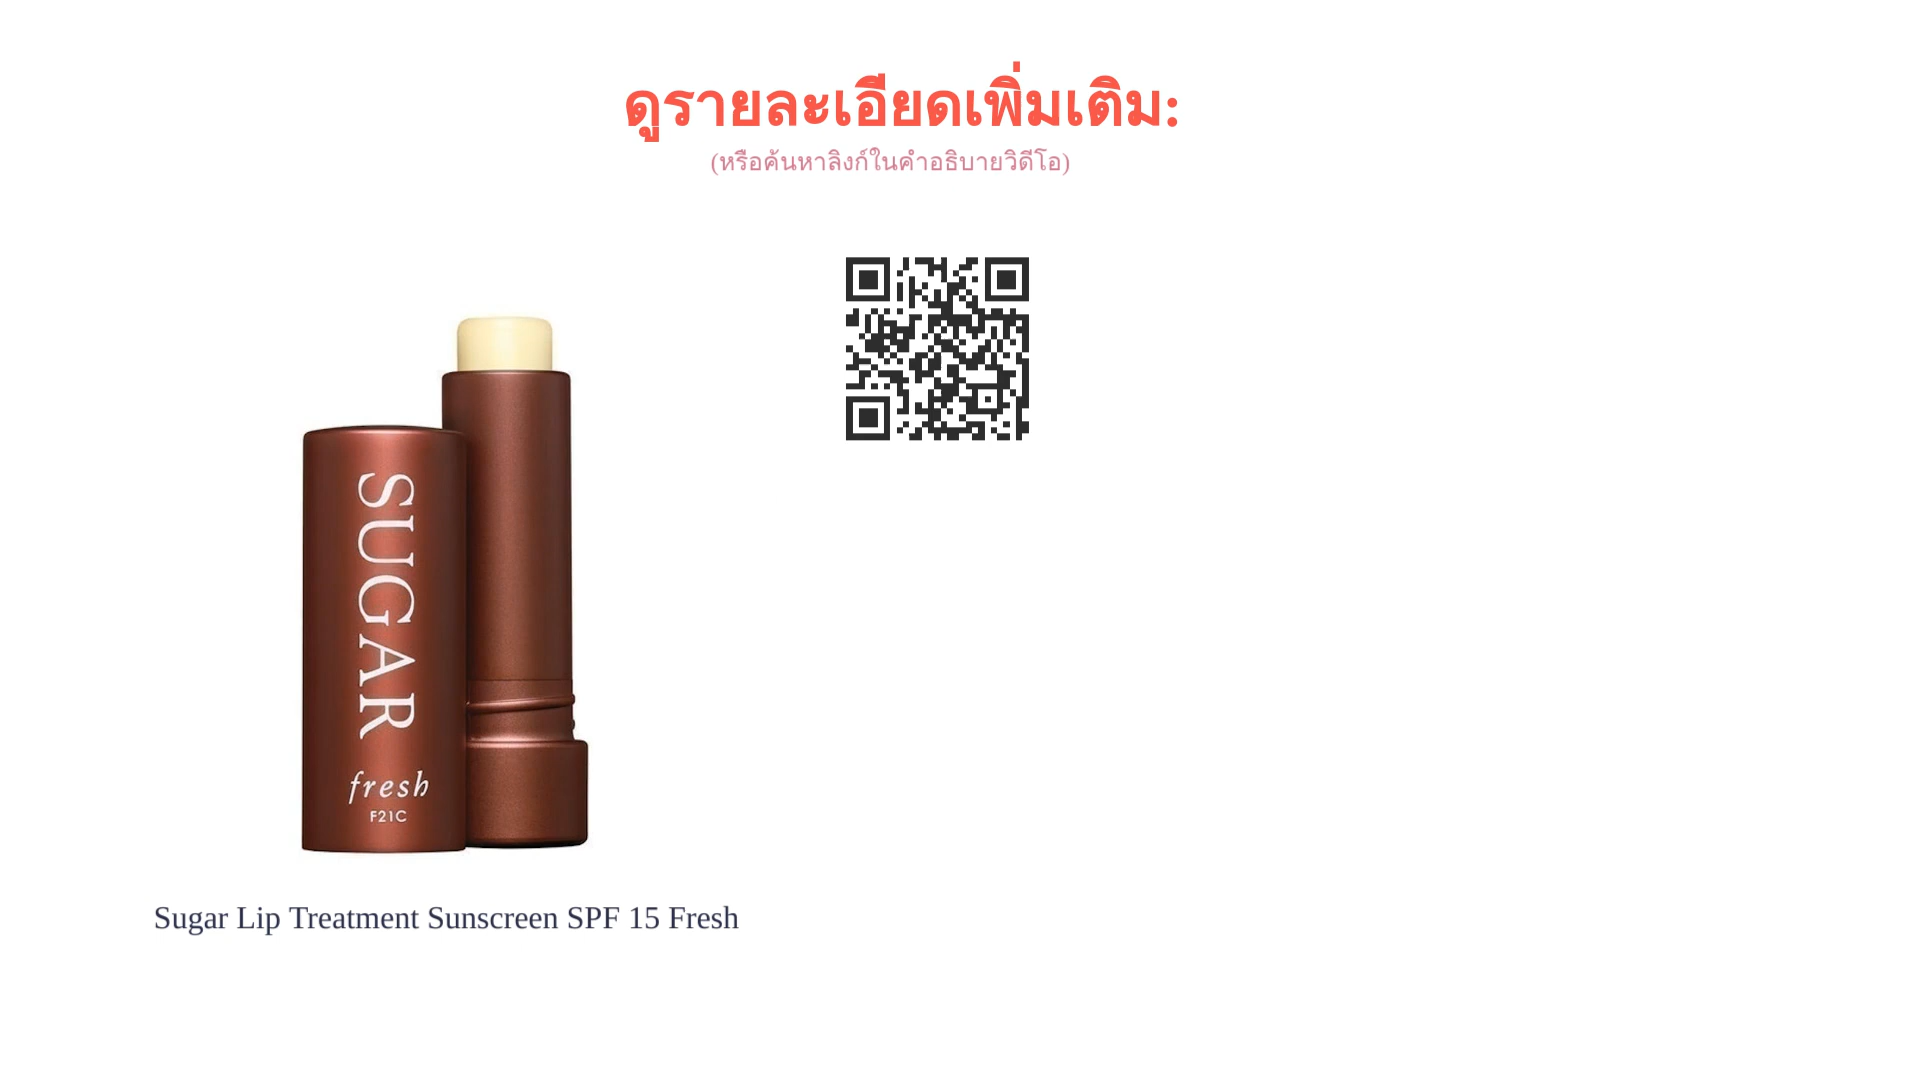 ดูรายละเอียดเพิ่มเติม:
(หรือค้นหาลิงก์ในคำอธิบายวิดีโอ)
SUGAR
fresh
F21C
Sugar Lip Treatment Sunscreen SPF 15 Fresh